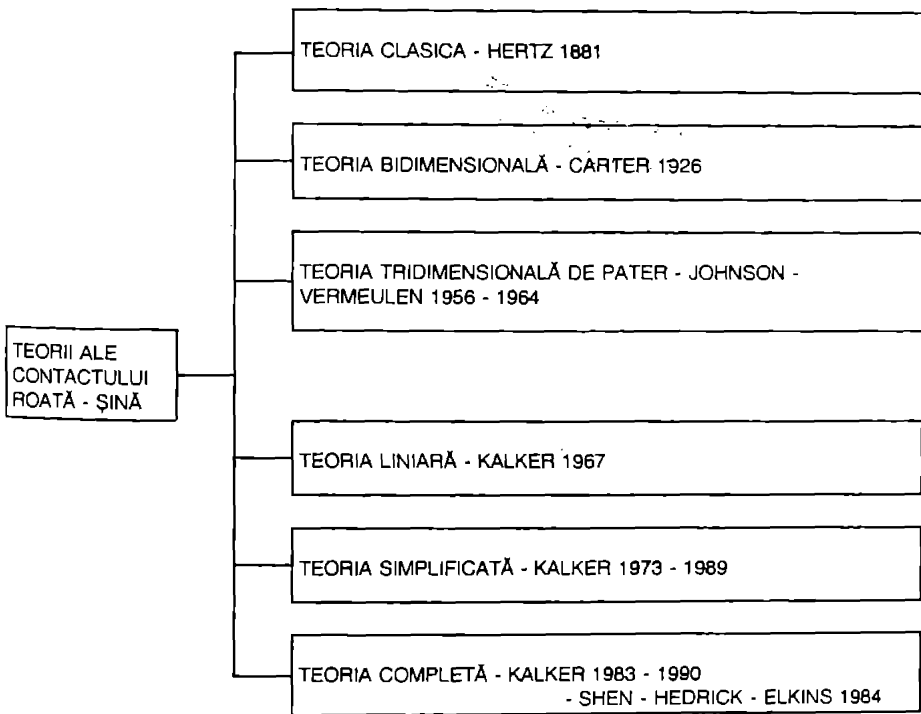 TEORIA CLASICA - HERTZ 1881
TEORIA BIDIMENSIONALĂ - CARTER 1926
TEORIA TRIDIMENSIONALĂ DE PATER - JOHNSON -
VERMEULEN 1956 - 1964
TEORII ALE
CONTACTULUI
ROATĂ - ȘINĂ
TEORIA LINIARĂ - KALKER 1967
TEORIA SIMPLIFICATĂ - KALKER 1973 - 1989
TEORIA COMPLETĂ - KALKER 1983 - 1990
- SHEN - HEDRICK - ELKINS 1984